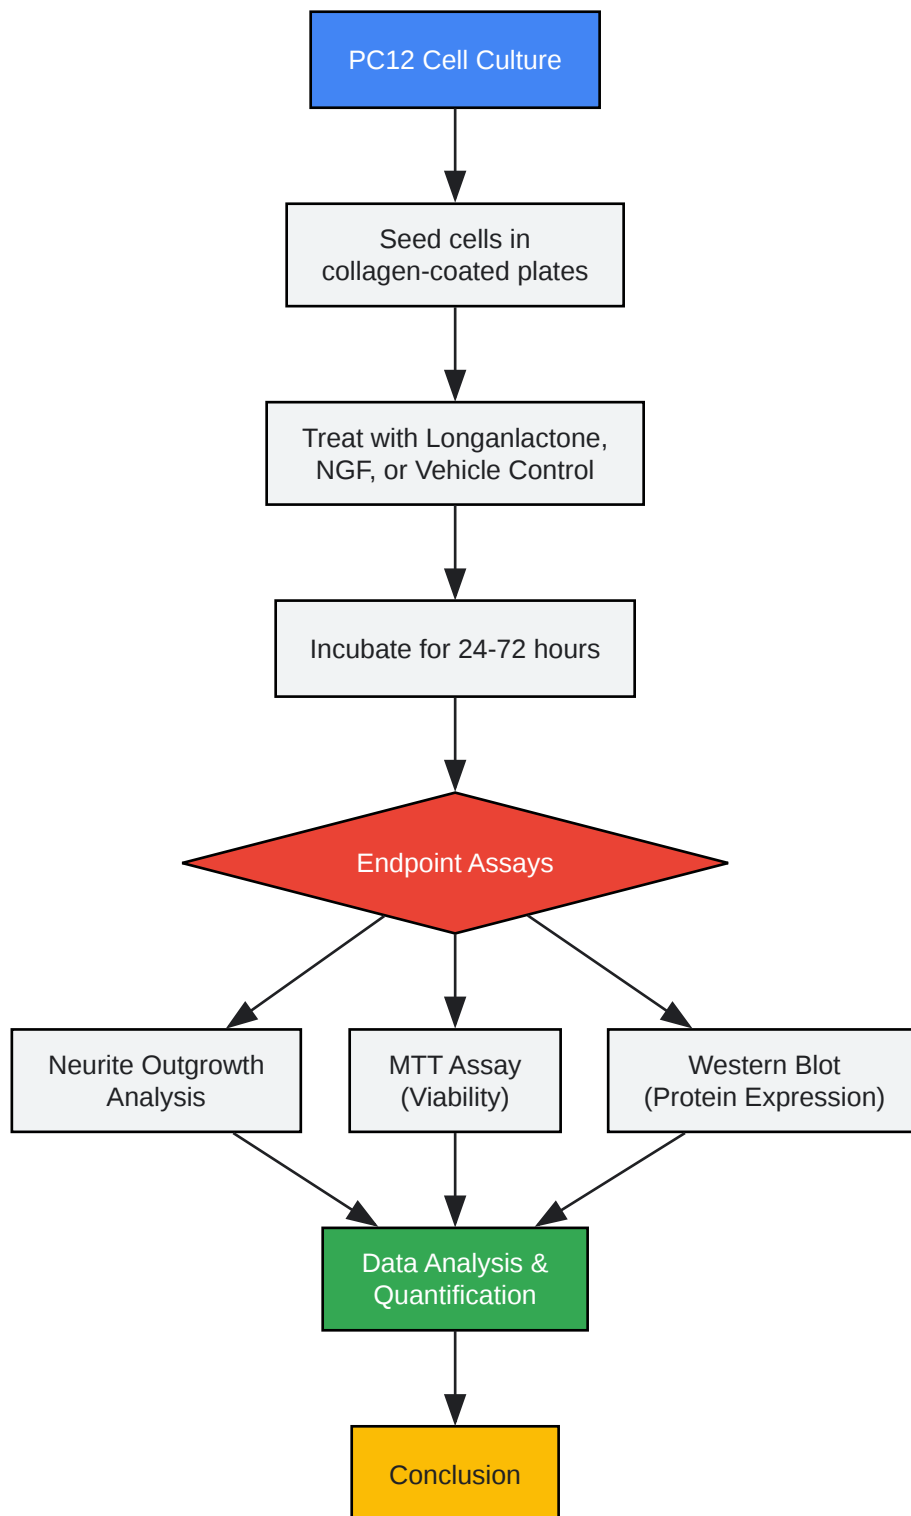 PC12 Cell Culture
Seed cells in
collagen-coated plates
Treat with Longanlactone,
NGF, or Vehicle Control
Incubate for 24-72 hours
Endpoint Assays
Neurite Outgrowth
Analysis
MTT Assay
(Viability)
Western Blot
(Protein Expression)
Data Analysis &
Quantification
Conclusion